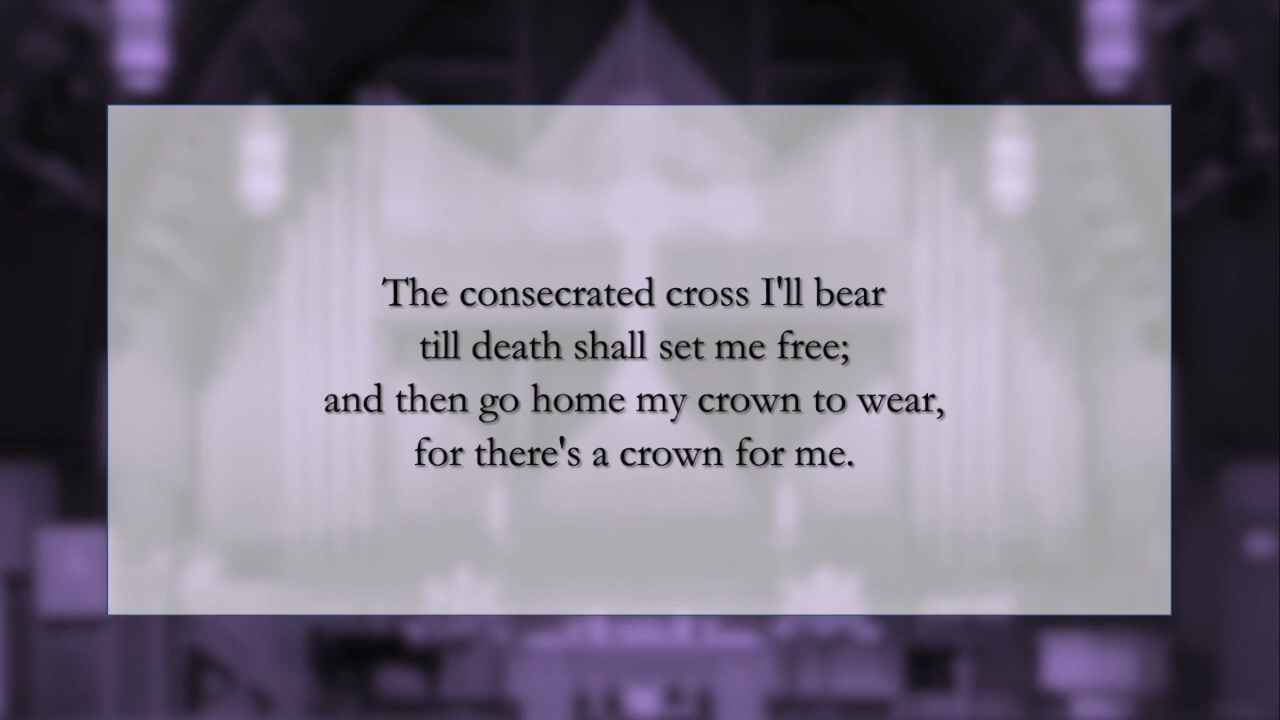 The consecrated cross I'll bear
till death shall set me free;
and then go home my crown to wear,
for there's a crown for me.